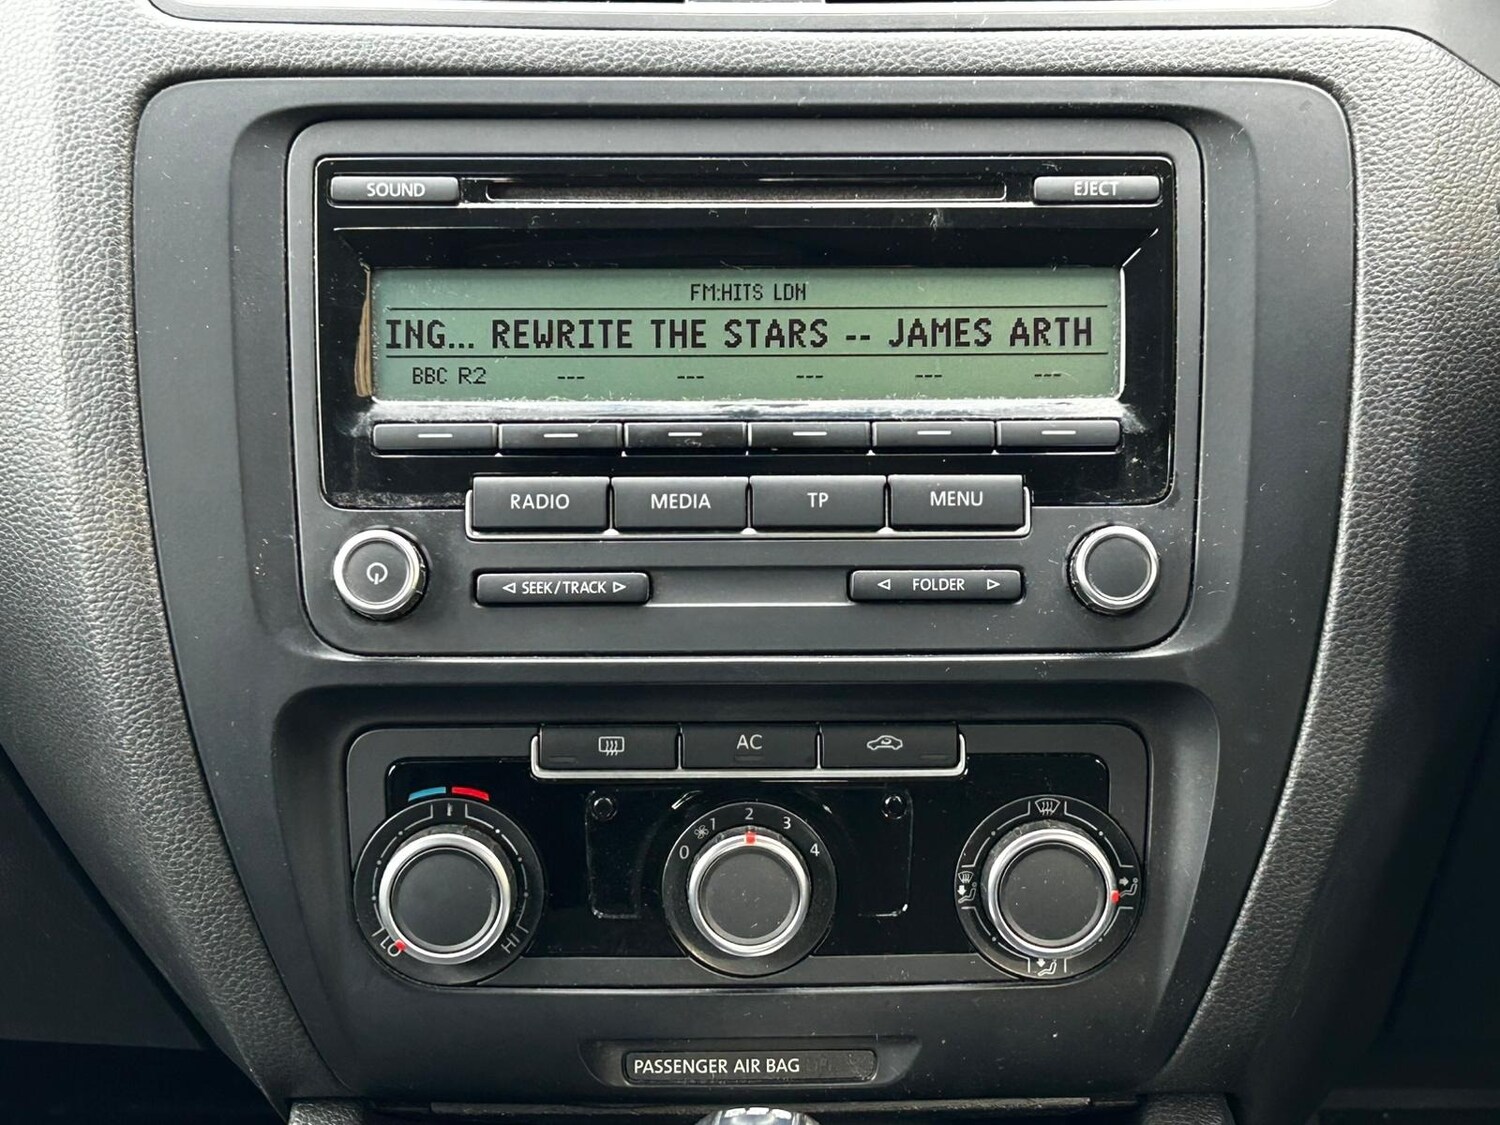 SOUND EJECT
FM:HITS LDN
ING... REWRITE THE STARS -- JAMES ARTH
BBC R2 --- --- --- --- ---
RADIO MEDIA TP MENU
SEEK/TRACK FOLDER
AC
0 1 2 3 4
LO HI
PASSENGER AIR BAG